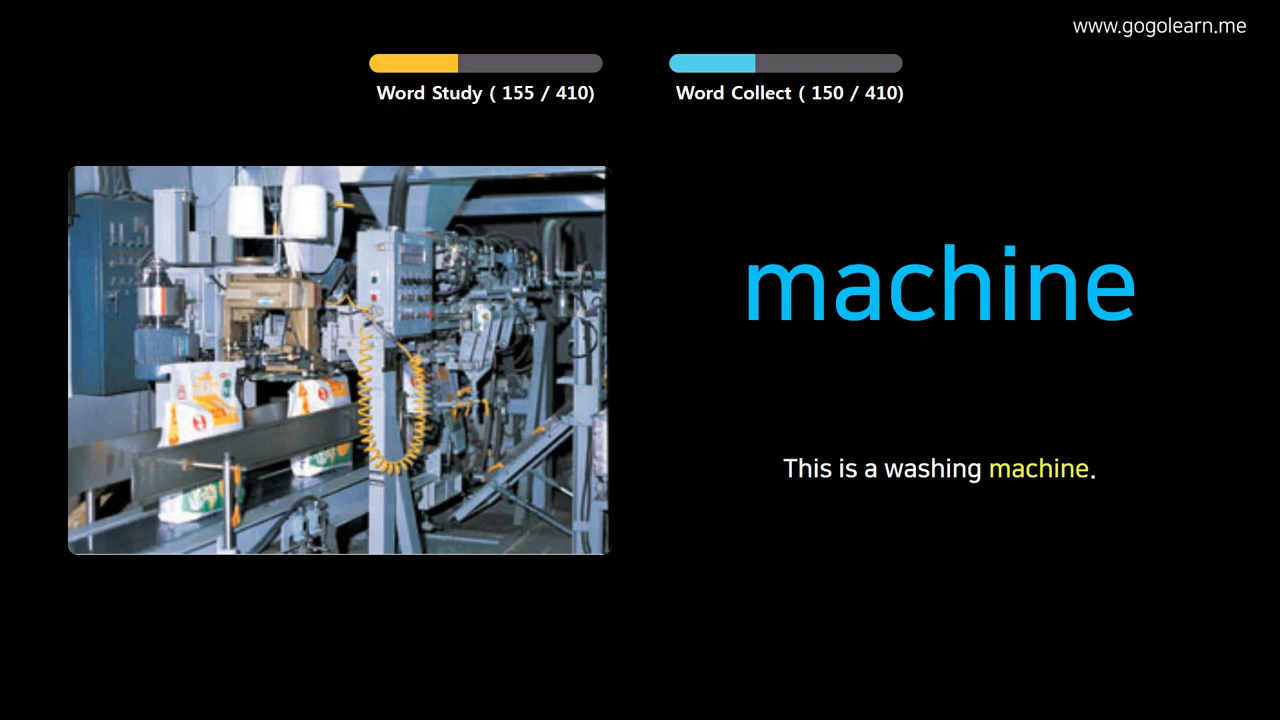 www.gogolearn.me
Word Study ( 155 / 410)
Word Collect ( 150 / 410)
machine
This is a washing machine.